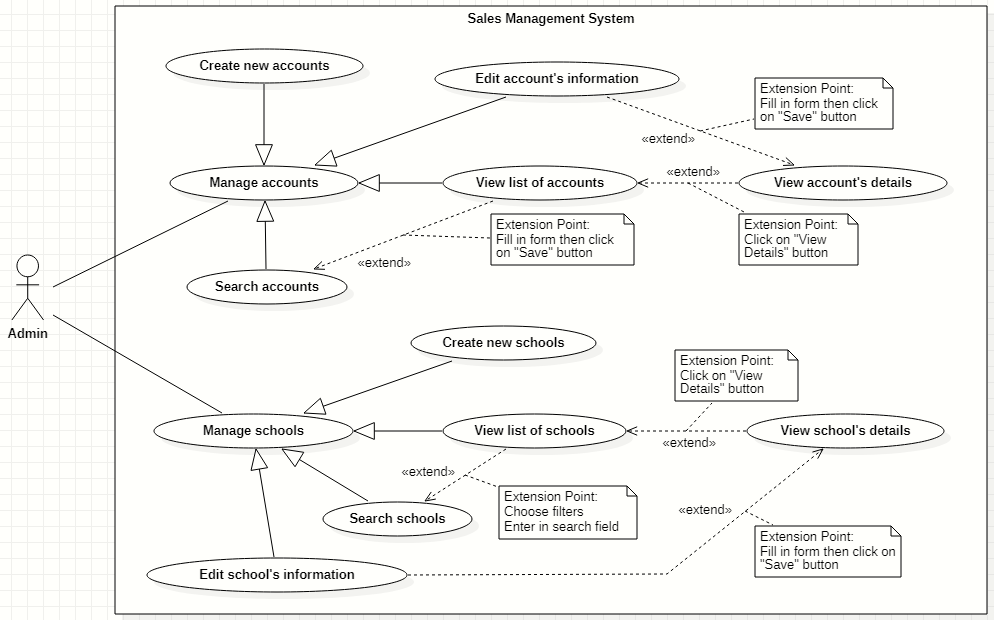 Sales Management System
Create new accounts
Edit account's information
Extension Point:
Fill in form then click
on "Save" button
«extend»
«extend»
Manage accounts
View list of accounts
View account's details
Extension Point:
Fill in form then click
on "Save" button
Extension Point:
Click on "View
Details" button
«extend»
Search accounts
Admin
Create new schools
Extension Point:
Click on "View
Details" button
Manage schools
View list of schools
View school's details
«extend»
«extend»
Extension Point:
Choose filters
Enter in search field
Search schools
«extend»
Extension Point:
Fill in form then click on
"Save" button
Edit school's information